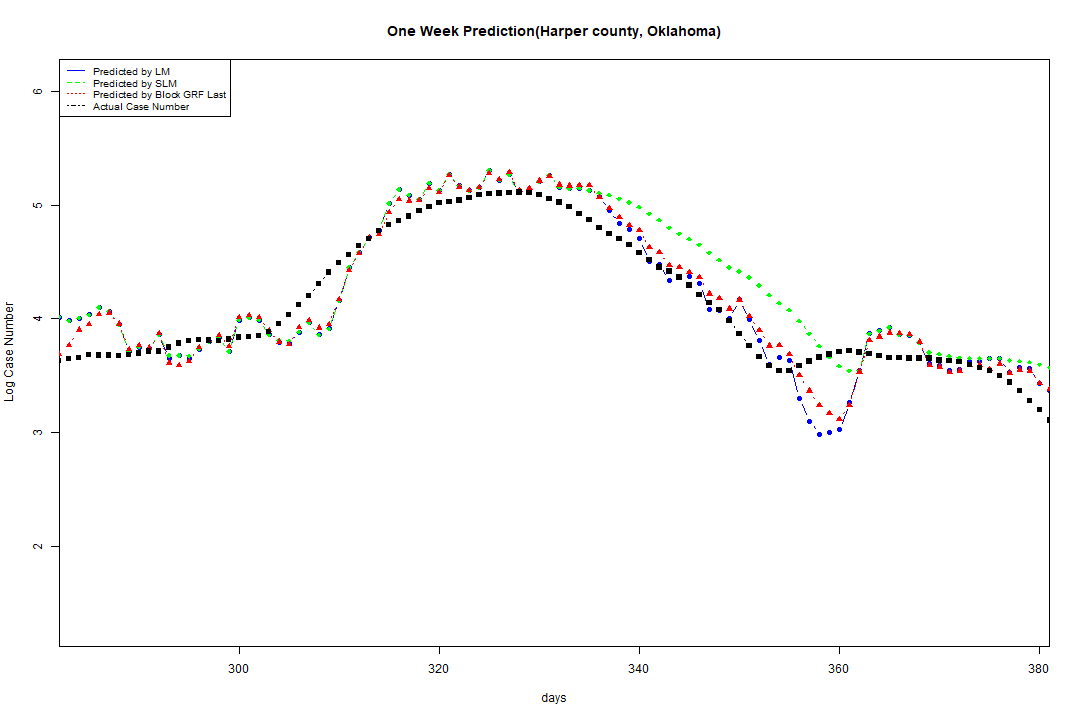 One Week Prediction(Harper county, Oklahoma)
Predicted by LM
Predicted by SLM
Predicted by Block GRF Last
Actual Case Number
6
5
4
3
2
Log Case Number
300 320 340 360 380
days